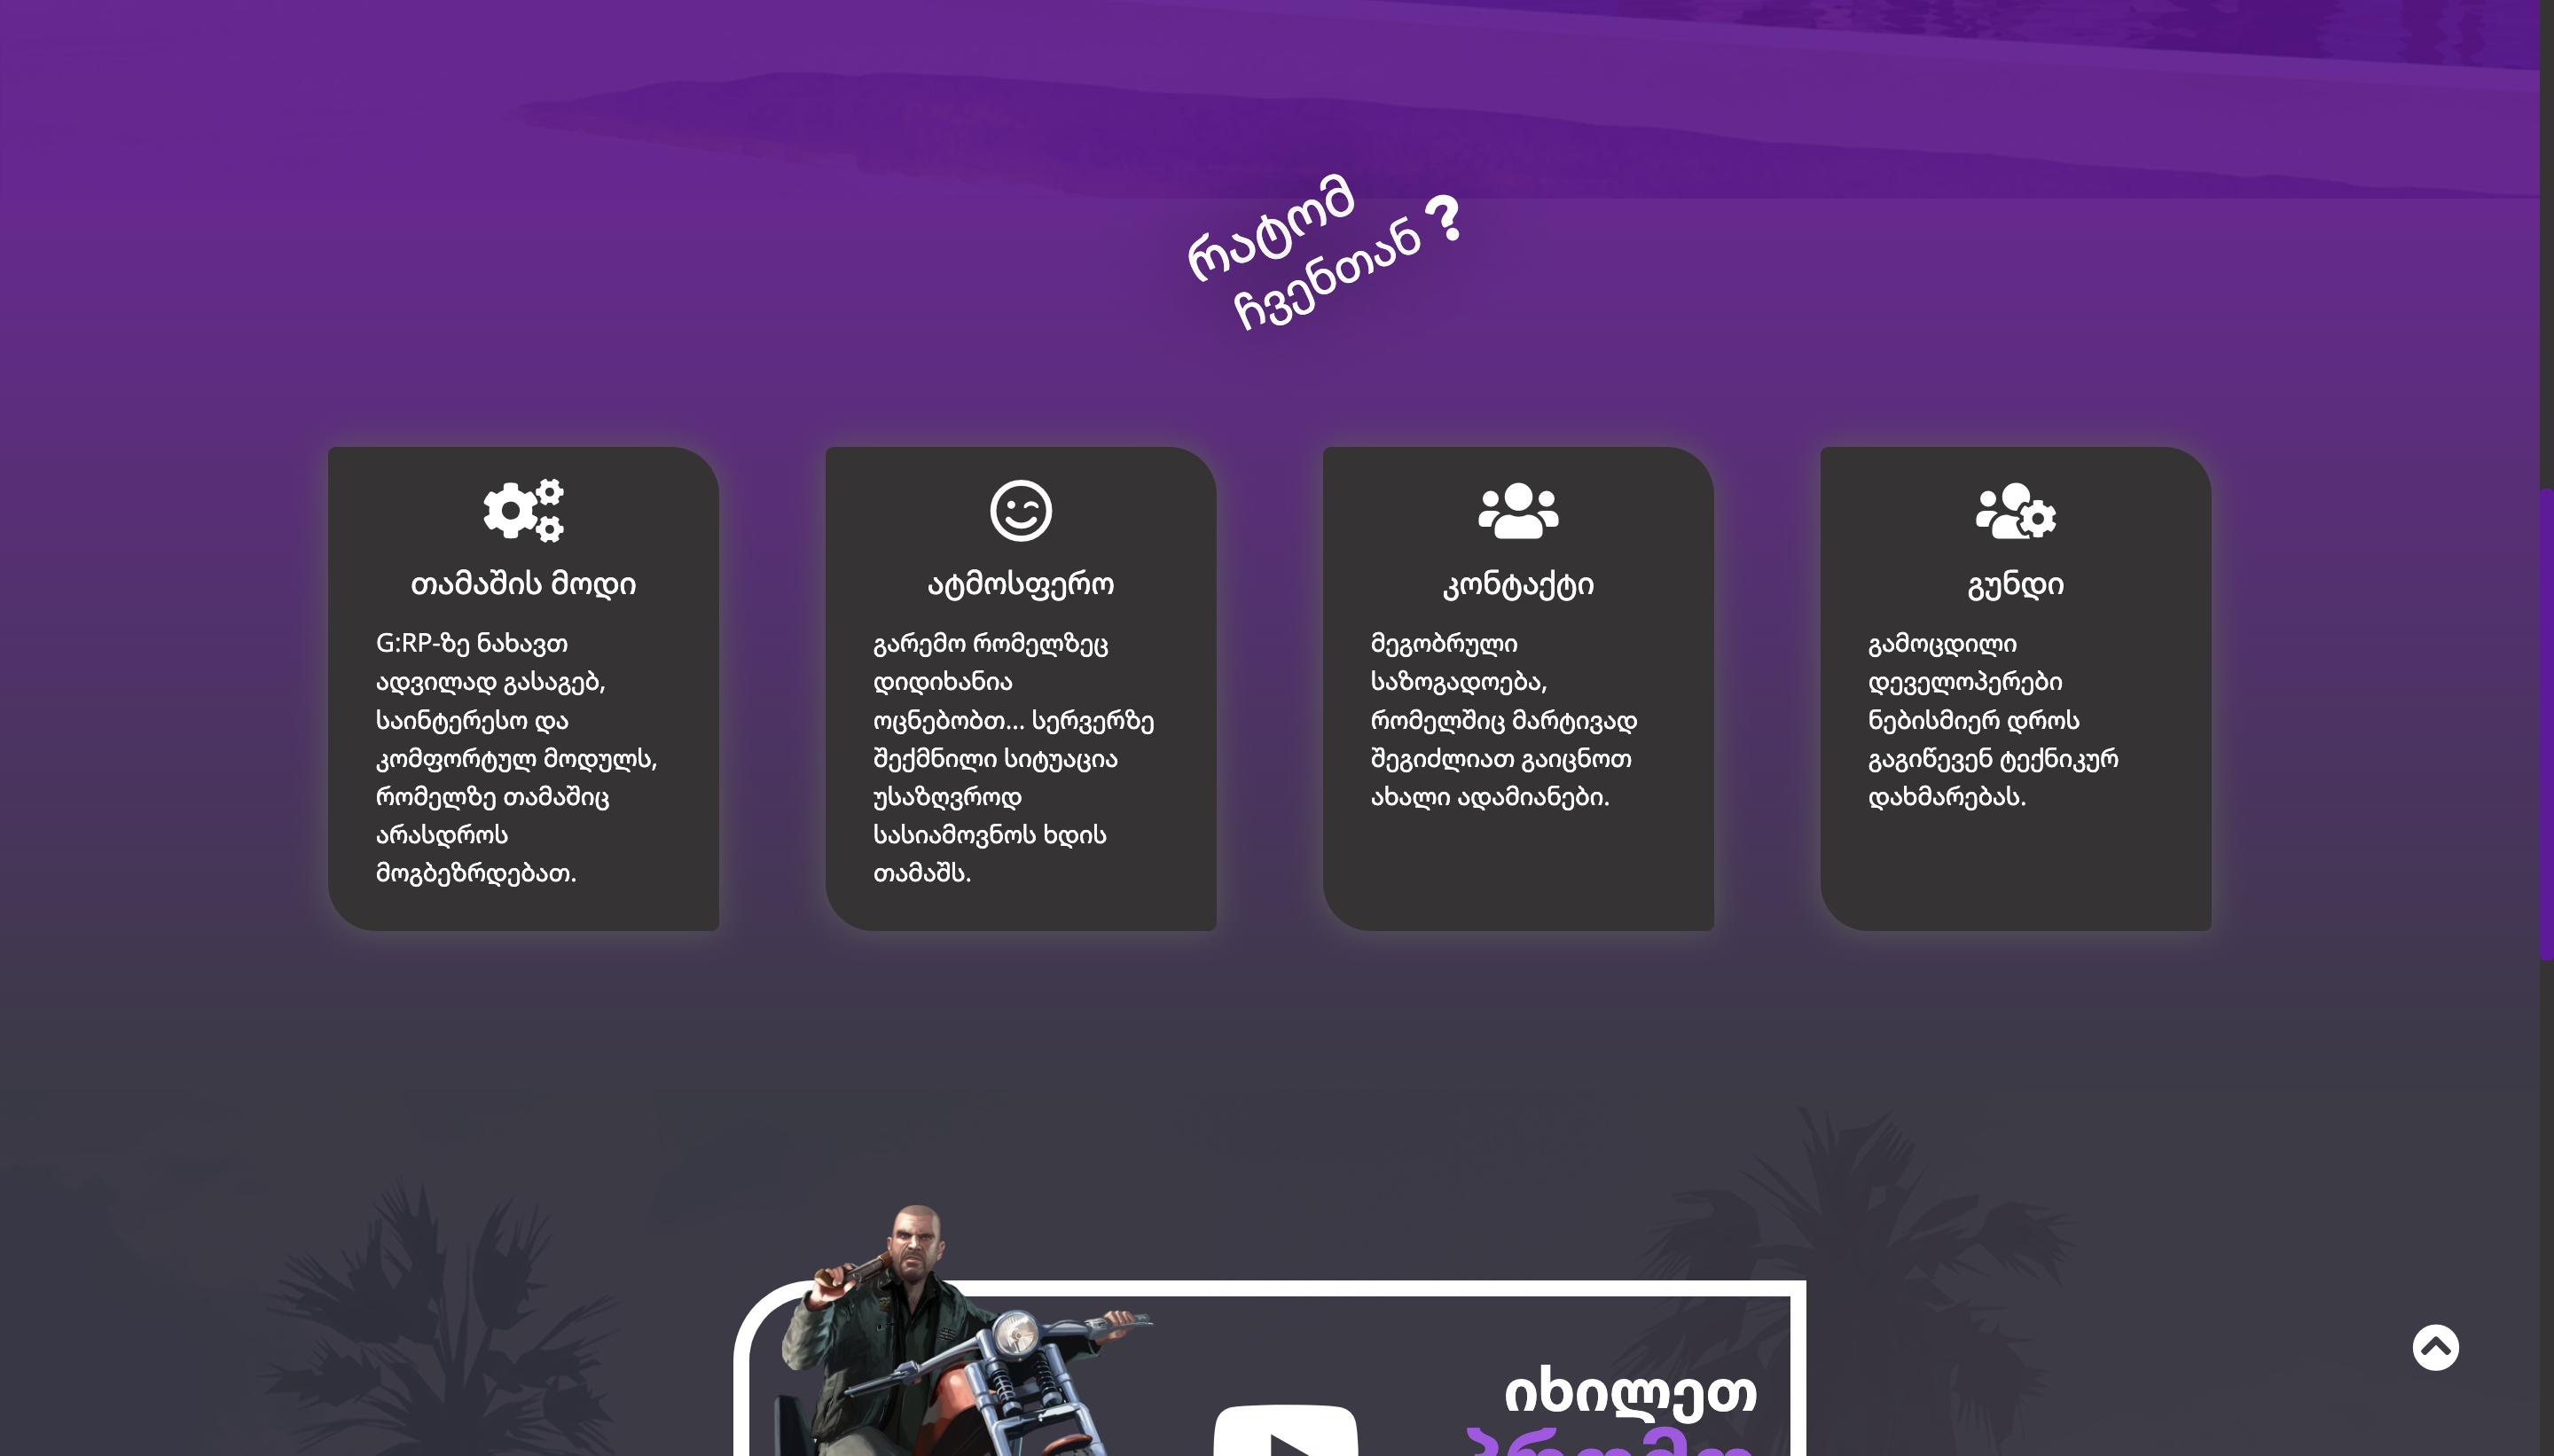 რატომ
ჩვენთან ?
თამაშის მოდი
G:RP-ზე ნახავთ
ადვილად გასაგებ,
საინტერესო და
კომფორტულ მოდულს,
რომელზე თამაშიც
არასდროს
მოგბეზრდებათ.
ატმოსფერო
გარემო რომელზეც
დიდიხანია
ოცნებობთ... სერვერზე
შექმნილი სიტუაცია
უსაზღვროდ
სასიამოვნოს ხდის
თამაშს.
კონტაქტი
მეგობრული
საზოგადოება,
რომელშიც მარტივად
შეგიძლიათ გაიცნოთ
ახალი ადამიანები.
გუნდი
გამოცდილი
დეველოპერები
ნებისმიერ დროს
გაგიწევენ ტექნიკურ
დახმარებას.
იხილეთ